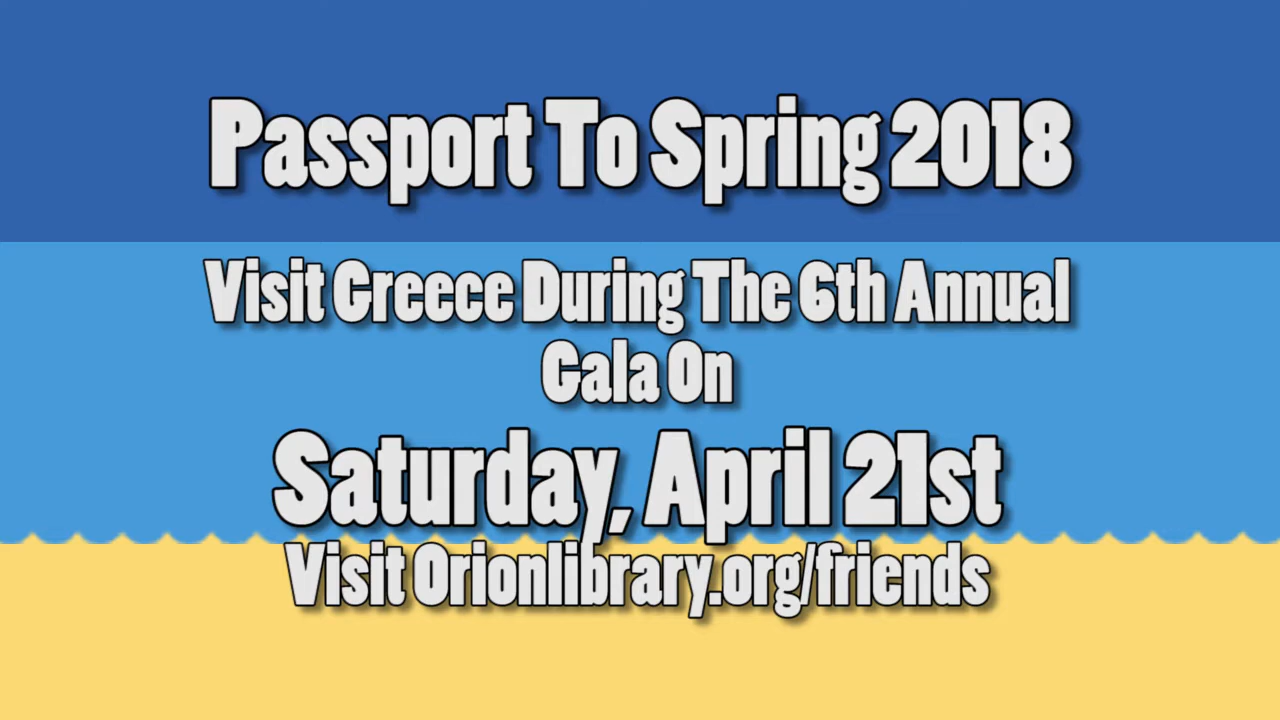 Passport To Spring 2018
Visit Greece During The 6th Annual
Gala On
Saturday, April 21st
Visit Orionlibrary.org/friends